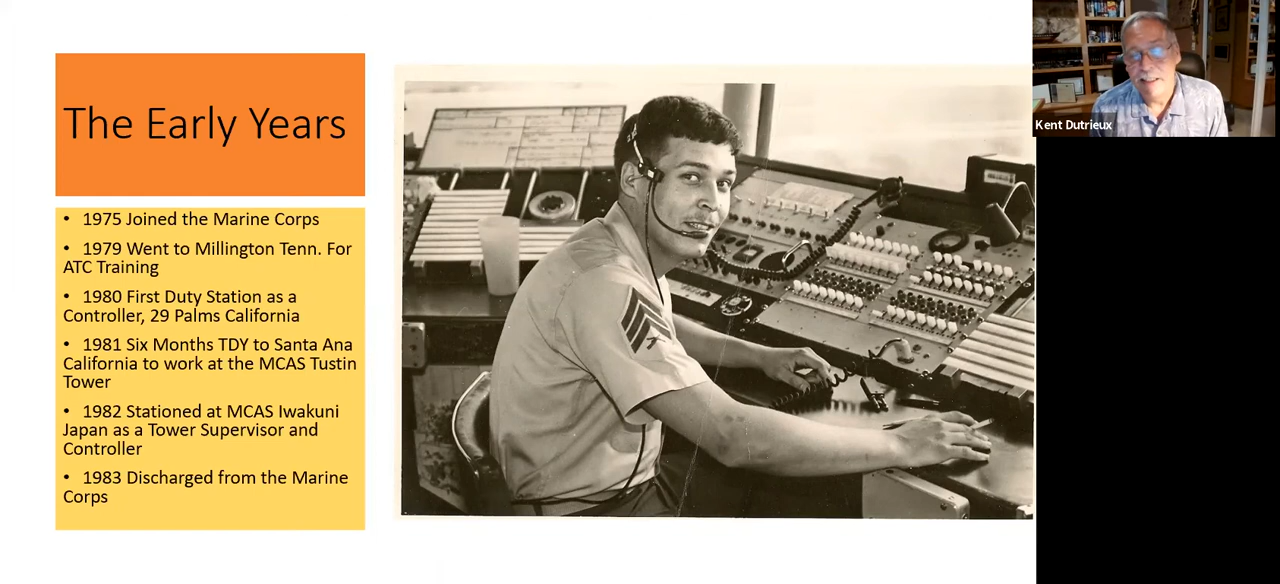 The Early Years
• 1975 Joined the Marine Corps
• 1979 Went to Millington Tenn. For
ATC Training
• 1980 First Duty Station as a
Controller, 29 Palms California
• 1981 Six Months TDY to Santa Ana
California to work at the MCAS Tustin
Tower
• 1982 Stationed at MCAS Iwakuni
Japan as a Tower Supervisor and
Controller
• 1983 Discharged from the Marine
Corps
Kent Dutrieux